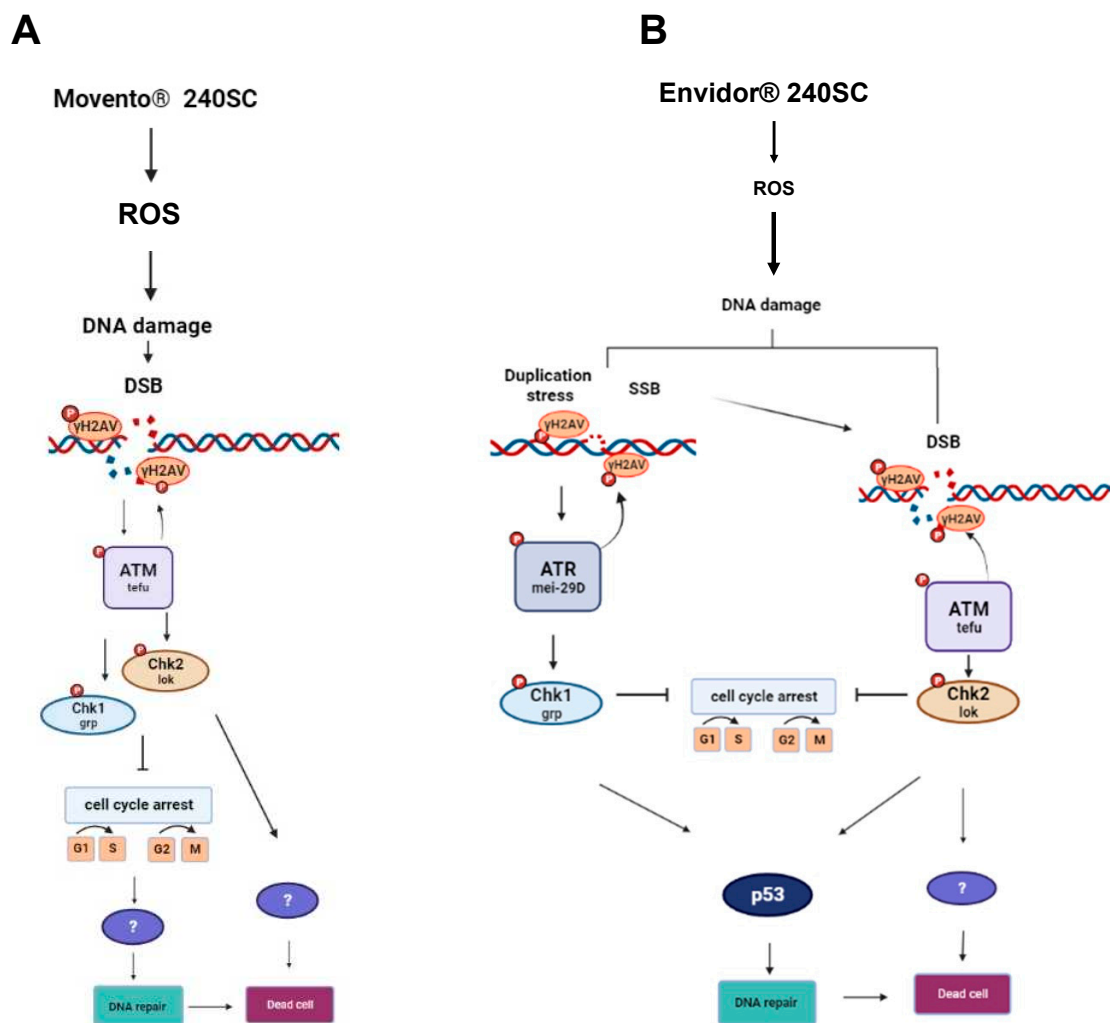 A
Movento® 240SC
ROS
DNA damage
DSB
P
γH2AV
γH2AV
P
P
ATM
tefu
P
Chk2
lok
P
Chk1
grp
cell cycle arrest
G1 S G2 M
?
?
DNA repair
Dead cell
B
Envidor® 240SC
ROS
DNA damage
Duplication
stress
SSB
γH2AV
P
γH2AV
P
DSB
P
γH2AV
γH2AV
P
P
ATR
mei-29D
P
ATM
tefu
P
Chk1
grp
cell cycle arrest
G1 S G2 M
P
Chk2
lok
p53
?
DNA repair
Dead cell